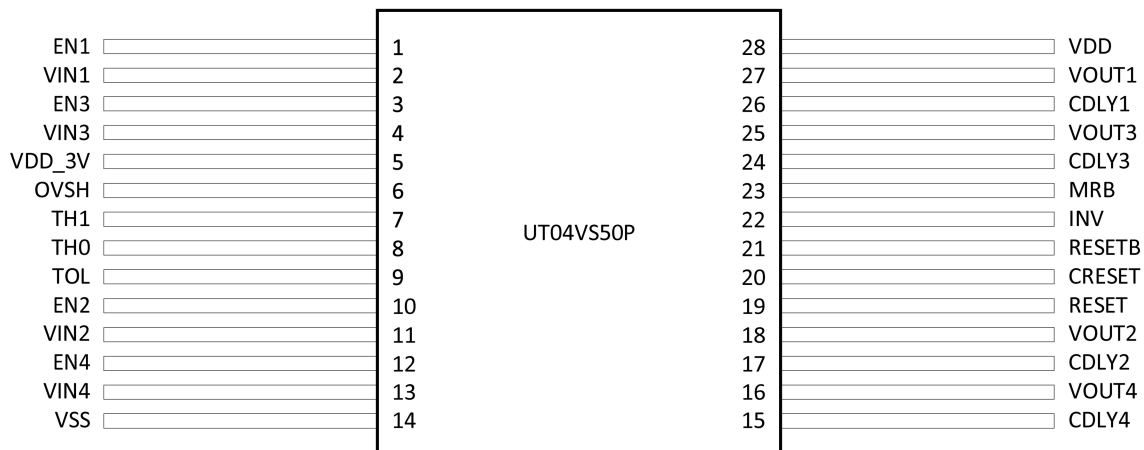 EN1 1 28 VDD
VIN1 2 27 VOUT1
EN3 3 26 CDLY1
VIN3 4 25 VOUT3
VDD_3V 5 24 CDLY3
OVSH 6 23 MRB
TH1 7 22 INV
UT04VS50P
TH0 8 21 RESETB
TOL 9 20 CRESET
EN2 10 19 RESET
VIN2 11 18 VOUT2
EN4 12 17 CDLY2
VIN4 13 16 VOUT4
VSS 14 15 CDLY4